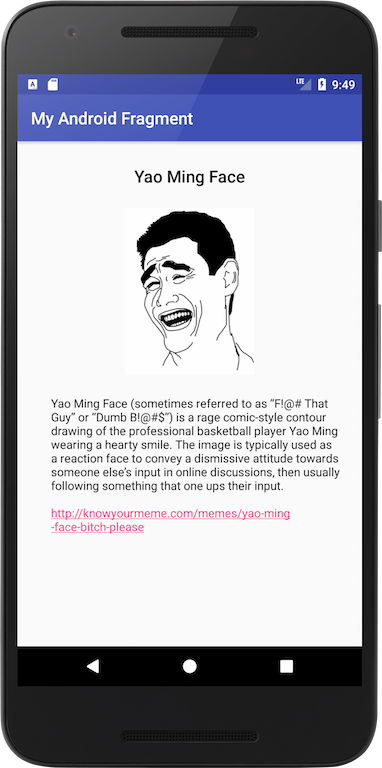 LTE 9:49
My Android Fragment
Yao Ming Face
Yao Ming Face (sometimes referred to as “F!@# That
Guy” or “Dumb B!@#$”) is a rage comic-style contour
drawing of the professional basketball player Yao Ming
wearing a hearty smile. The image is typically used as
a reaction face to convey a dismissive attitude towards
someone else’s input in online discussions, then usually
following something that one ups their input.
http://knowyourmeme.com/memes/yao-ming
-face-bitch-please